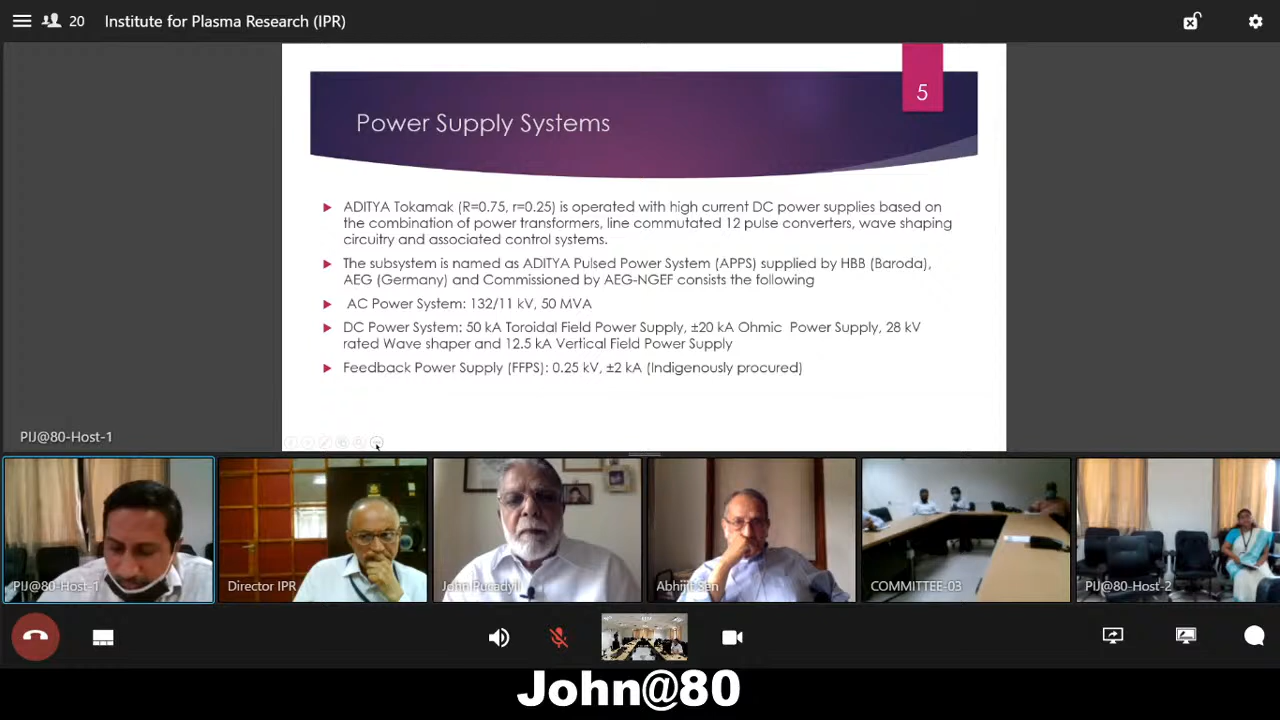 20 Institute for Plasma Research (IPR)
5
Power Supply Systems
ADITYA Tokamak (R=0.75, r=0.25) is operated with high current DC power supplies based on
the combination of power transformers, line commutated 12 pulse converters, wave shaping
circuitry and associated control systems.
The subsystem is named as ADITYA Pulsed Power System (APPS) supplied by HBB (Baroda),
AEG (Germany) and Commissioned by AEG-NGEF consists the following
AC Power System: 132/11 kV, 50 MVA
DC Power System: 50 kA Toroidal Field Power Supply, ±20 kA Ohmic Power Supply, 28 kV
rated Wave shaper and 12.5 kA Vertical Field Power Supply
Feedback Power Supply (FFPS): 0.25 kV, ±2 kA (Indigenously procured)
PIJ@80-Host-1
PIJ@80-Host-1
Director IPR
John Pucadyil
Abhijit Sen
COMMITTEE-03
PIJ@80-Host-2
John@80